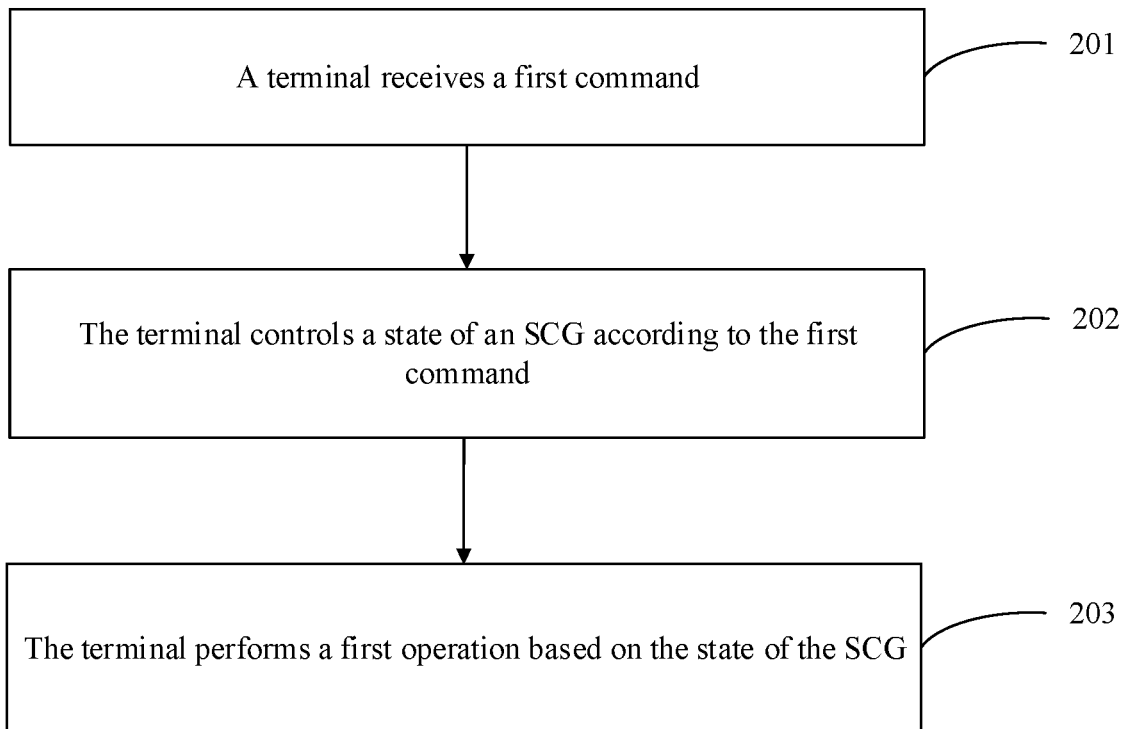 A terminal receives a first command
201
The terminal controls a state of an SCG according to the first
command
202
The terminal performs a first operation based on the state of the SCG
203